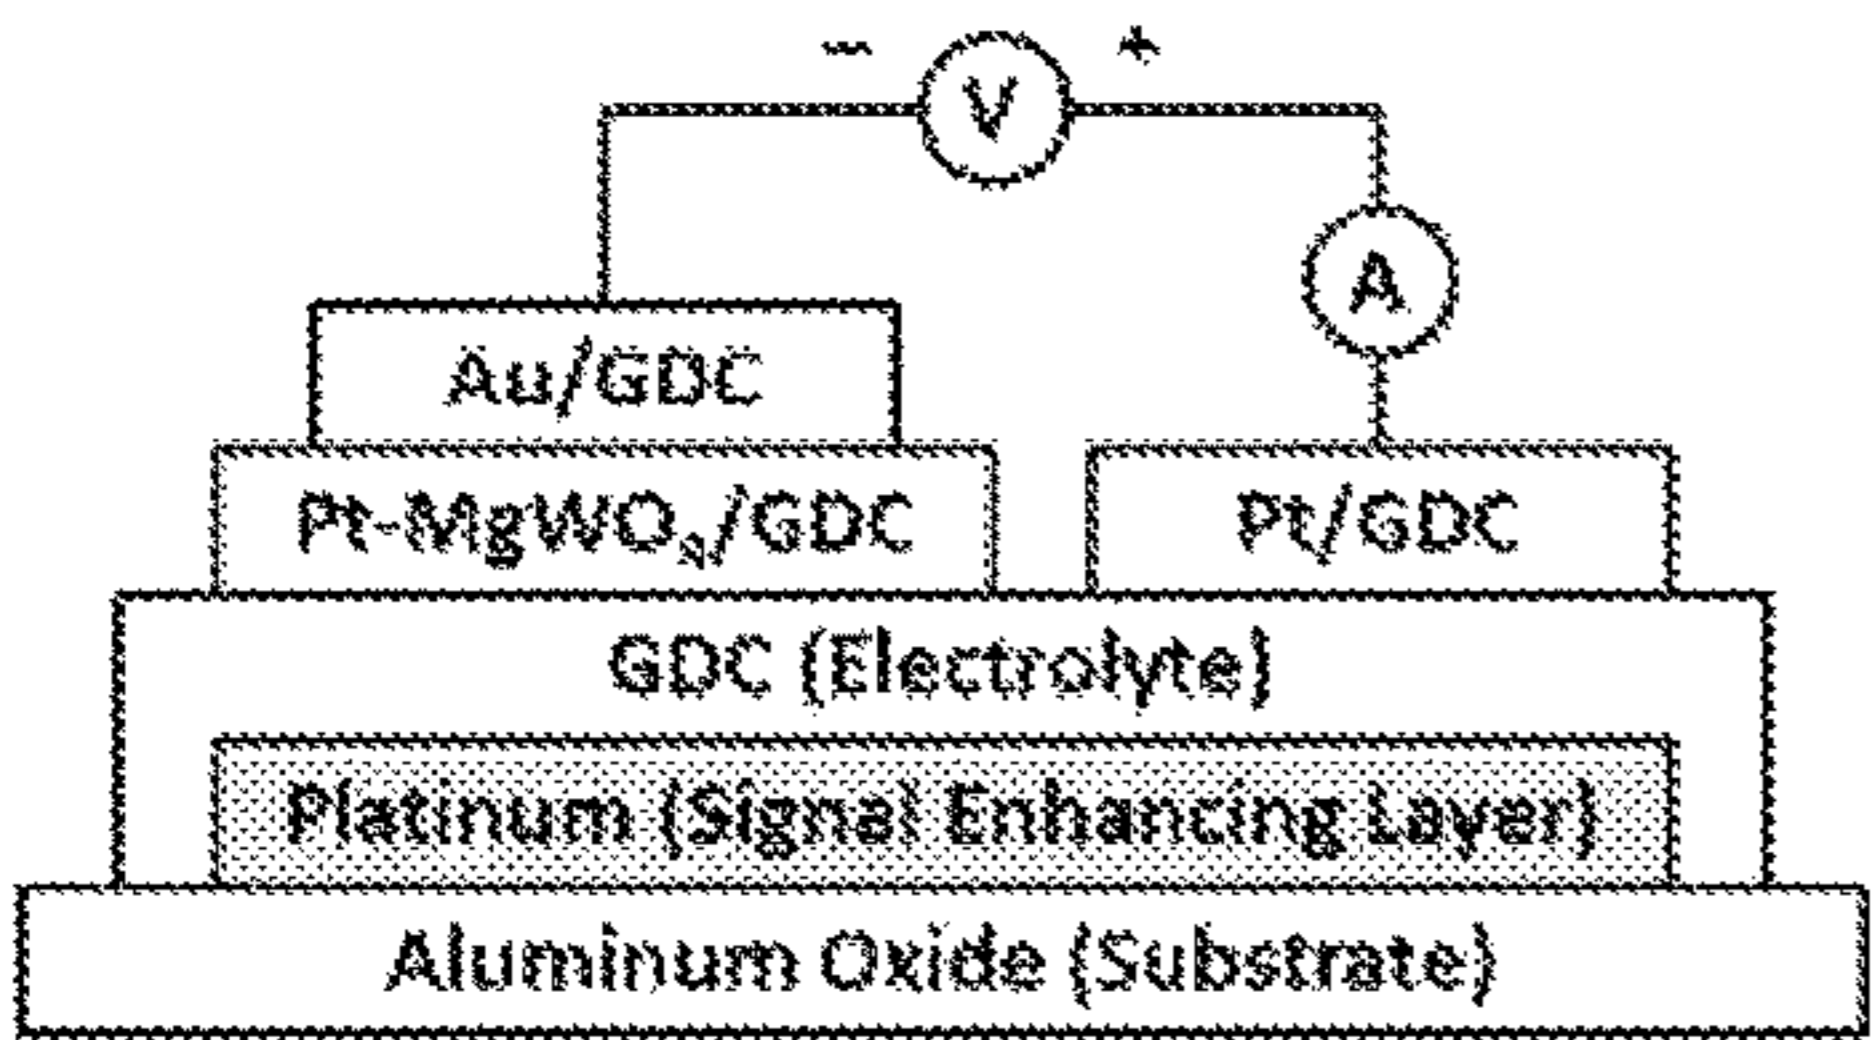 − V +
A
Au/GDC
Pt-MgWO₄/GDC
Pt/GDC
GDC (Electrolyte)
Platinum (Signal Enhancing Layer)
Aluminum Oxide (Substrate)